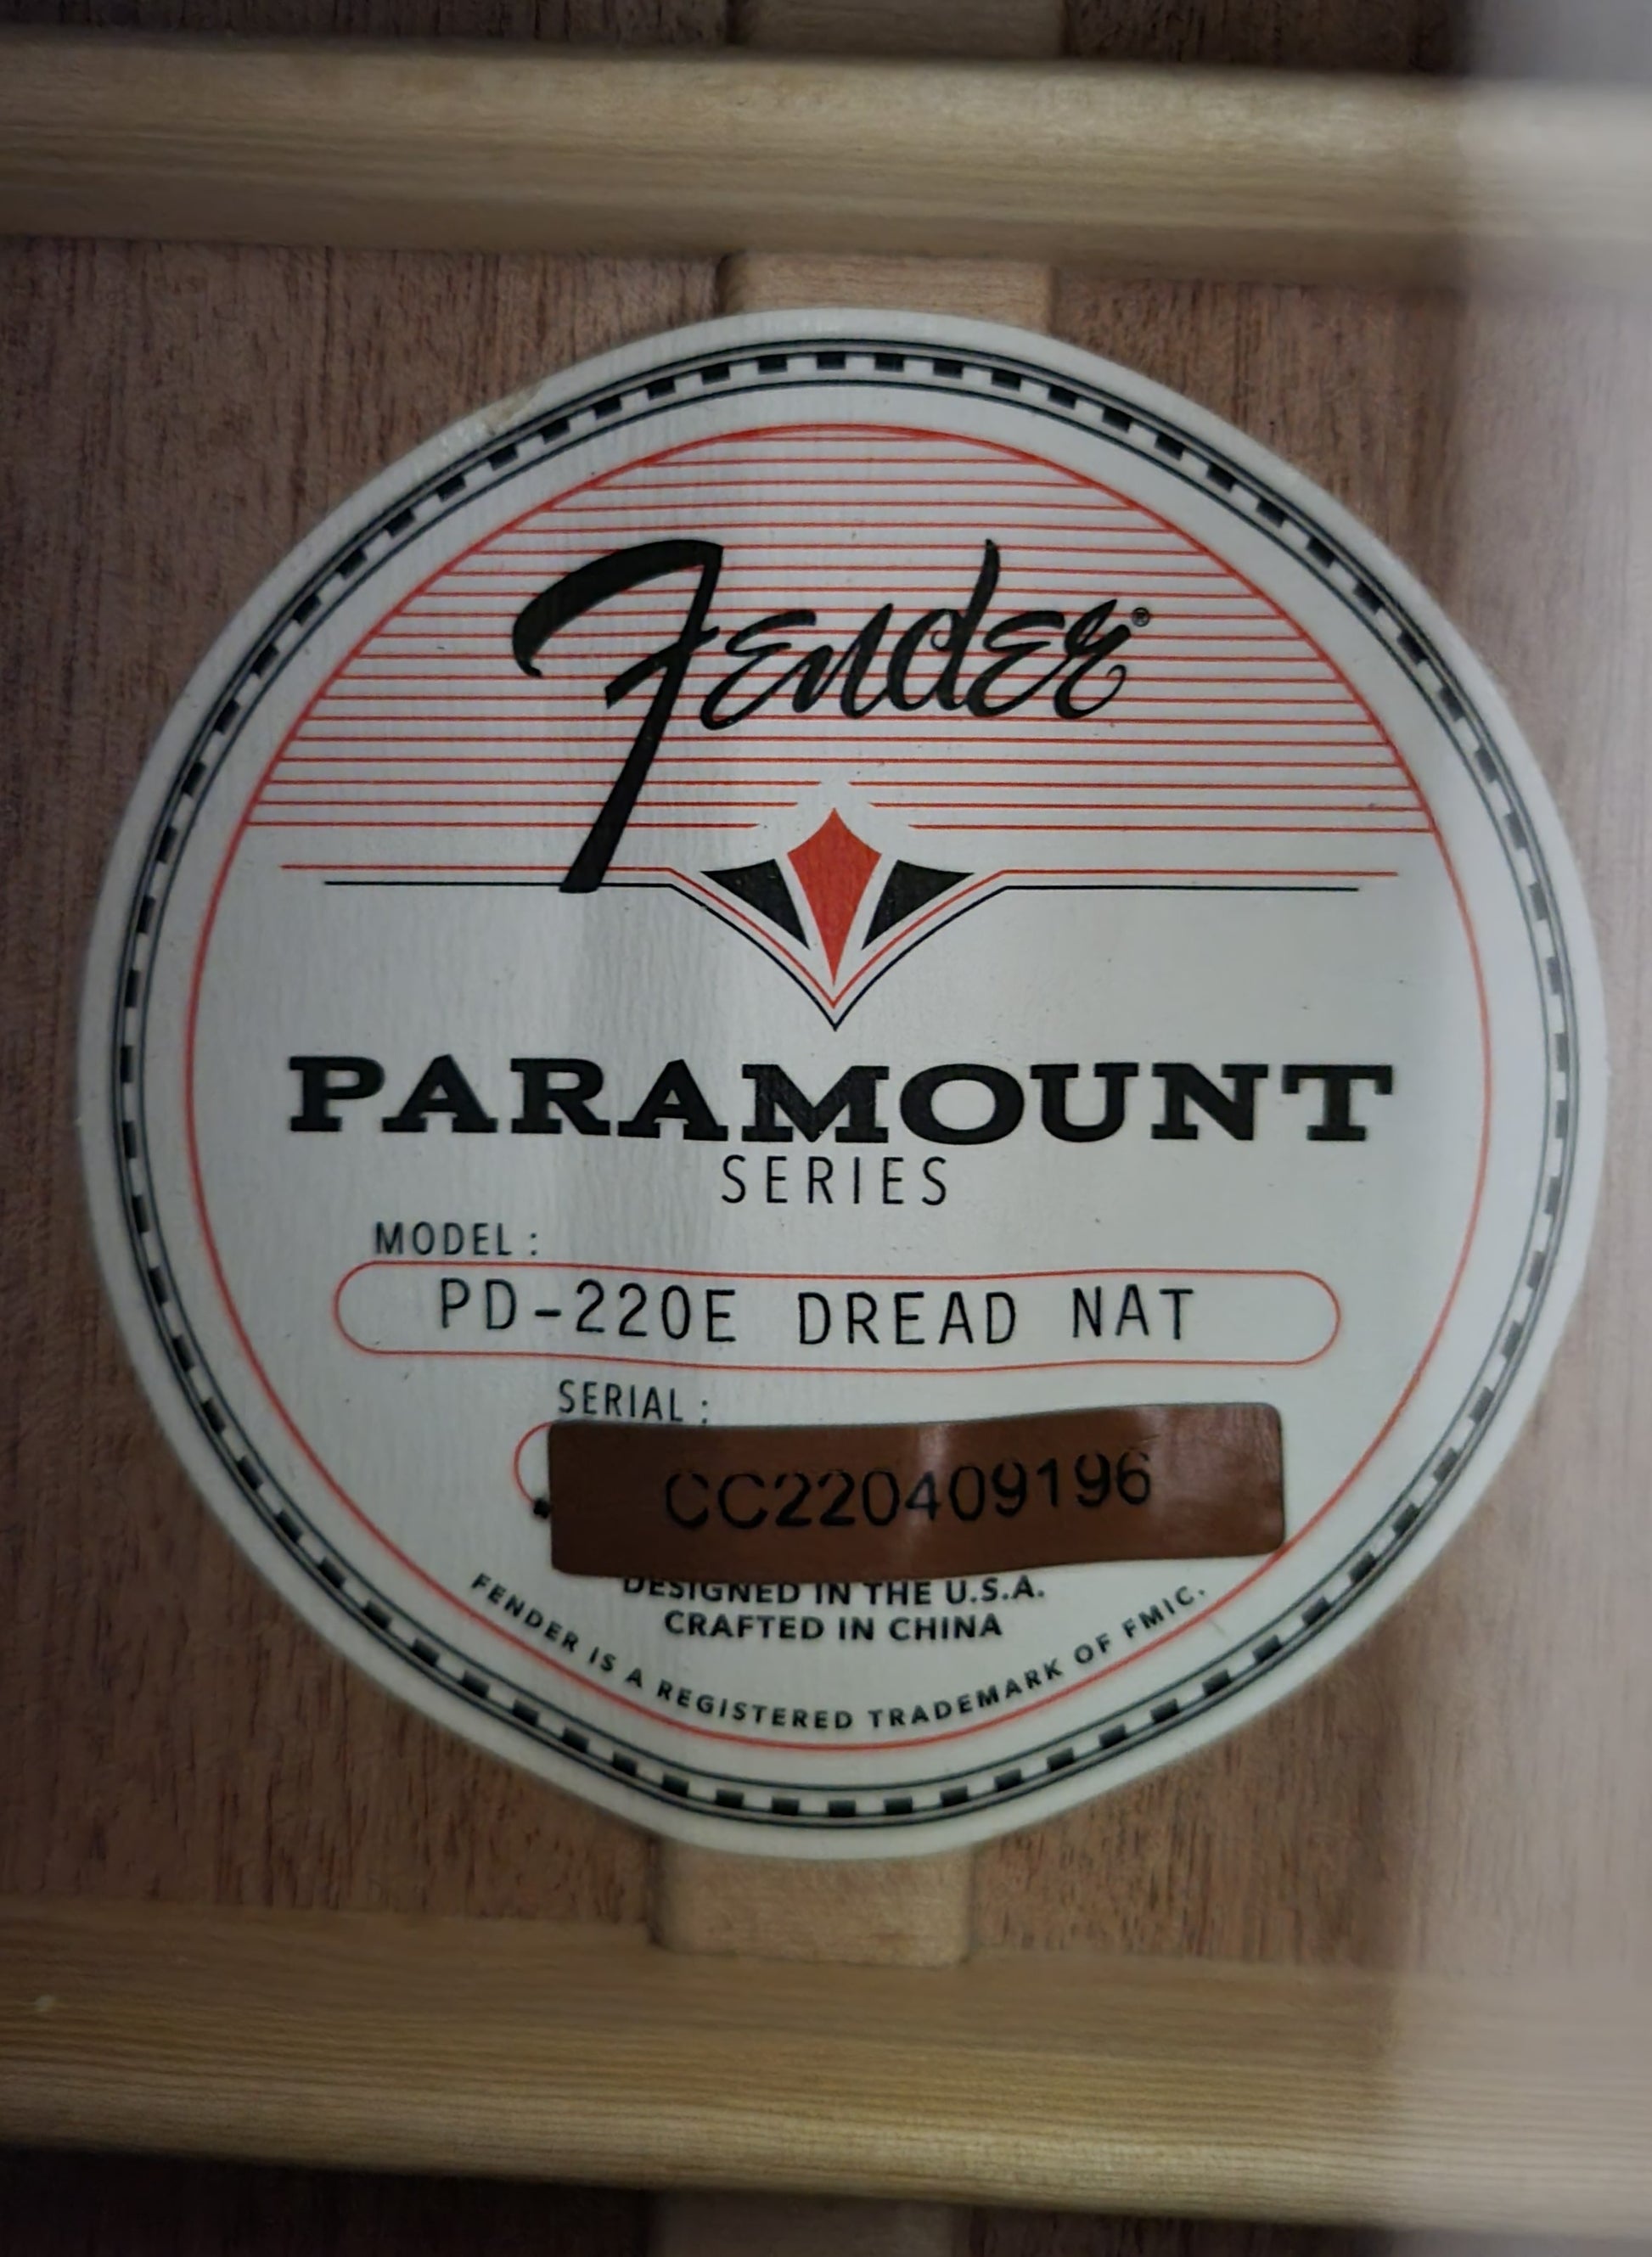 Fender®
PARAMOUNT
SERIES
MODEL:
PD-220E DREAD NAT
SERIAL:
CC220409196
DESIGNED IN THE U.S.A.
CRAFTED IN CHINA
FENDER IS A REGISTERED TRADEMARK OF FMIC.